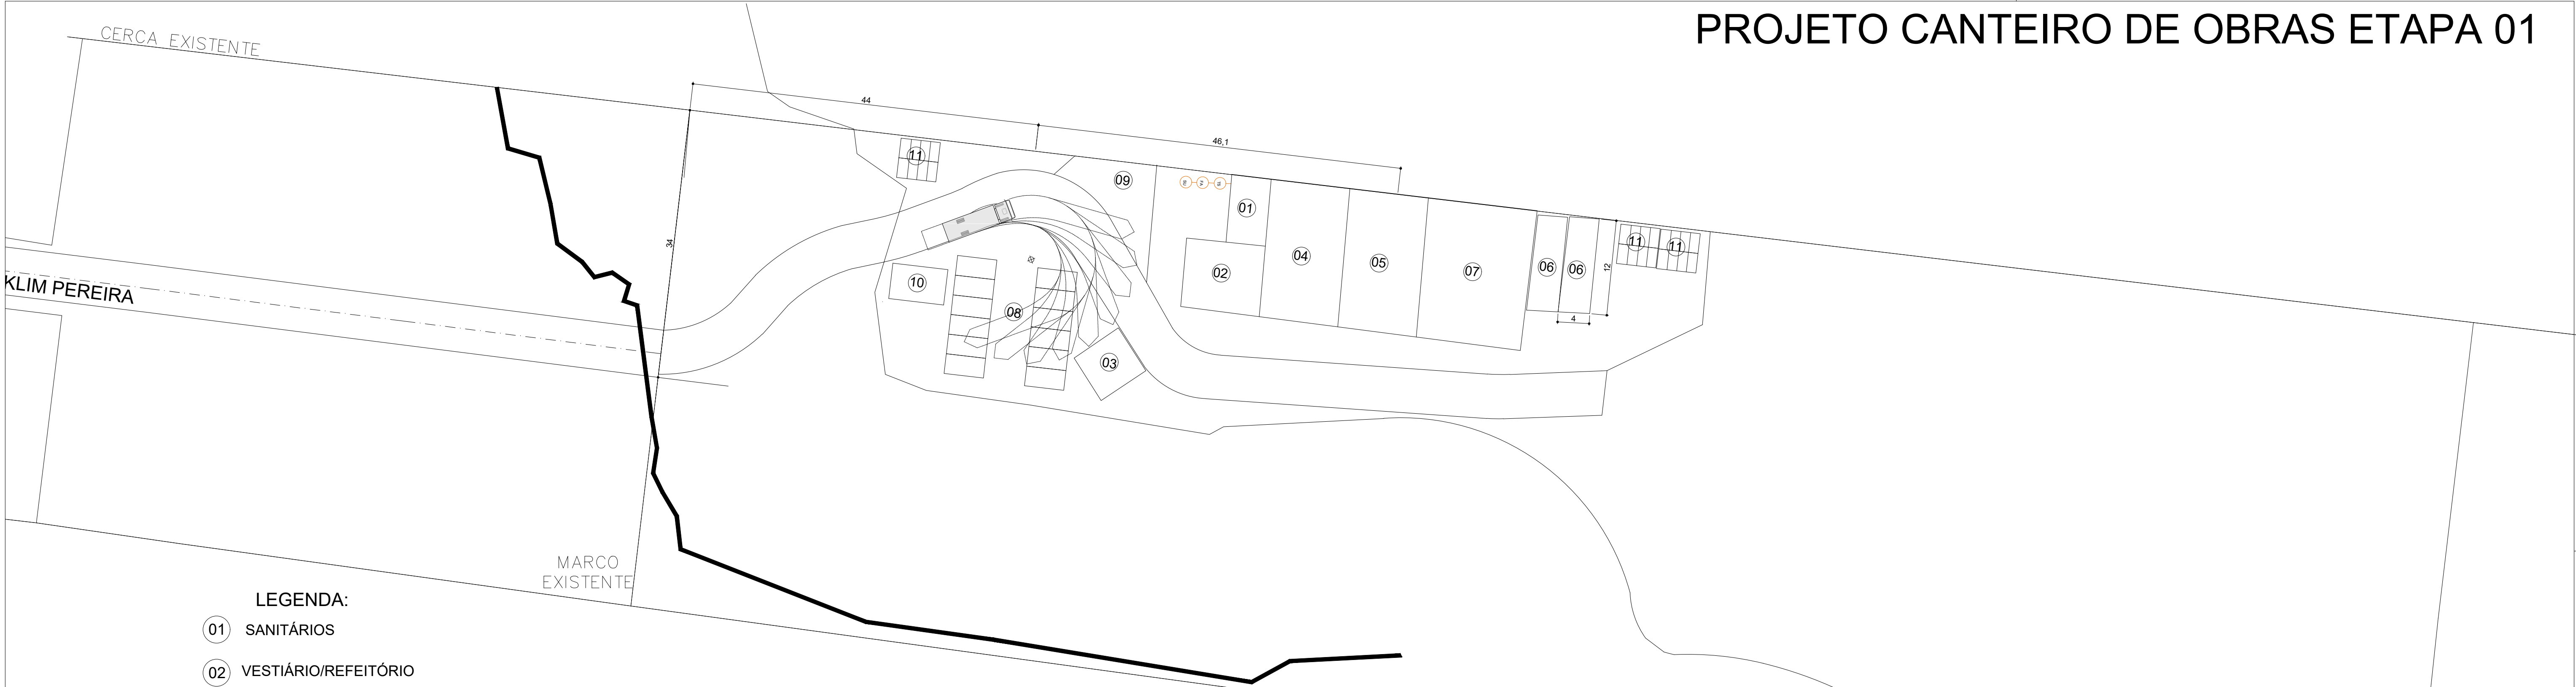 PROJETO CANTEIRO DE OBRAS ETAPA 01
CERCA EXISTENTE
44
46,1
11
09
01
04
05
07
06
06
12
4
11
11
34
02
10
08
03
KLIM PEREIRA
MARCO
EXISTENTE
LEGENDA:
01 SANITÁRIOS
02 VESTIÁRIO/REFEITÓRIO